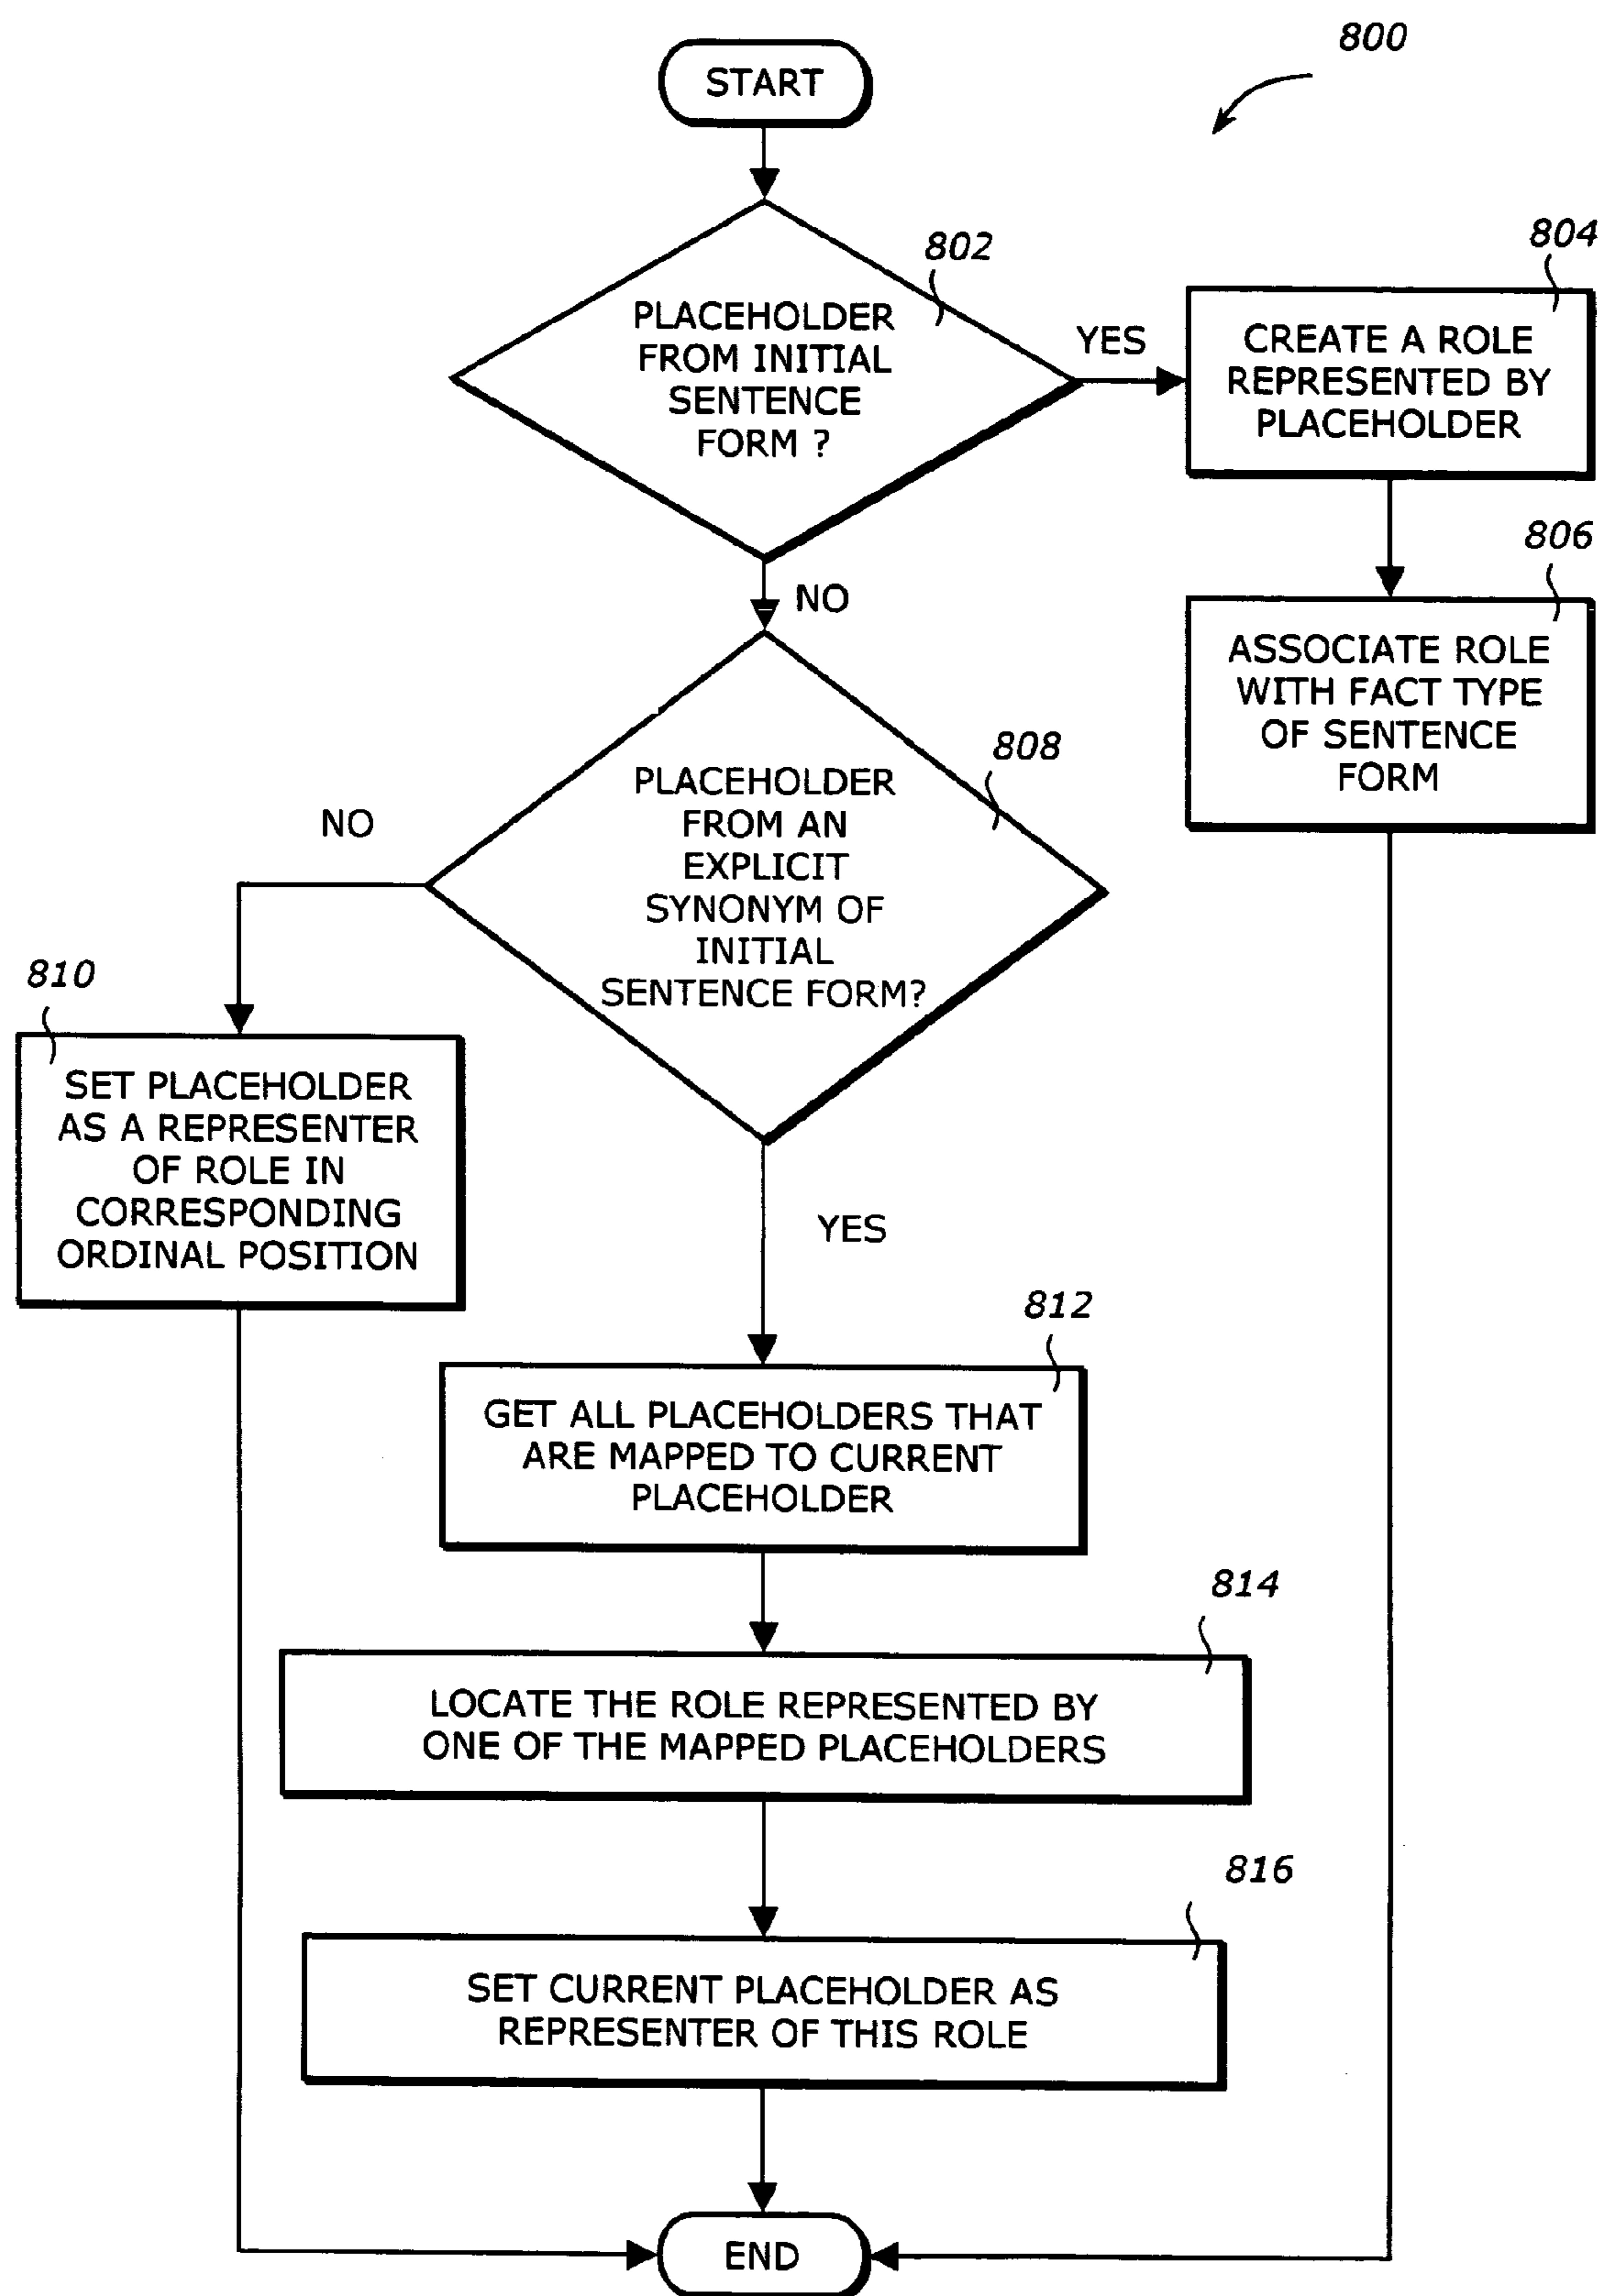 800
START
802
PLACEHOLDER
FROM INITIAL
SENTENCE
FORM ?
YES
804
CREATE A ROLE
REPRESENTED BY
PLACEHOLDER
806
ASSOCIATE ROLE
WITH FACT TYPE
OF SENTENCE
FORM
NO
808
PLACEHOLDER
FROM AN
EXPLICIT
SYNONYM OF
INITIAL
SENTENCE FORM?
NO
810
SET PLACEHOLDER
AS A REPRESENTER
OF ROLE IN
CORRESPONDING
ORDINAL POSITION
YES
812
GET ALL PLACEHOLDERS THAT
ARE MAPPED TO CURRENT
PLACEHOLDER
814
LOCATE THE ROLE REPRESENTED BY
ONE OF THE MAPPED PLACEHOLDERS
816
SET CURRENT PLACEHOLDER AS
REPRESENTER OF THIS ROLE
END